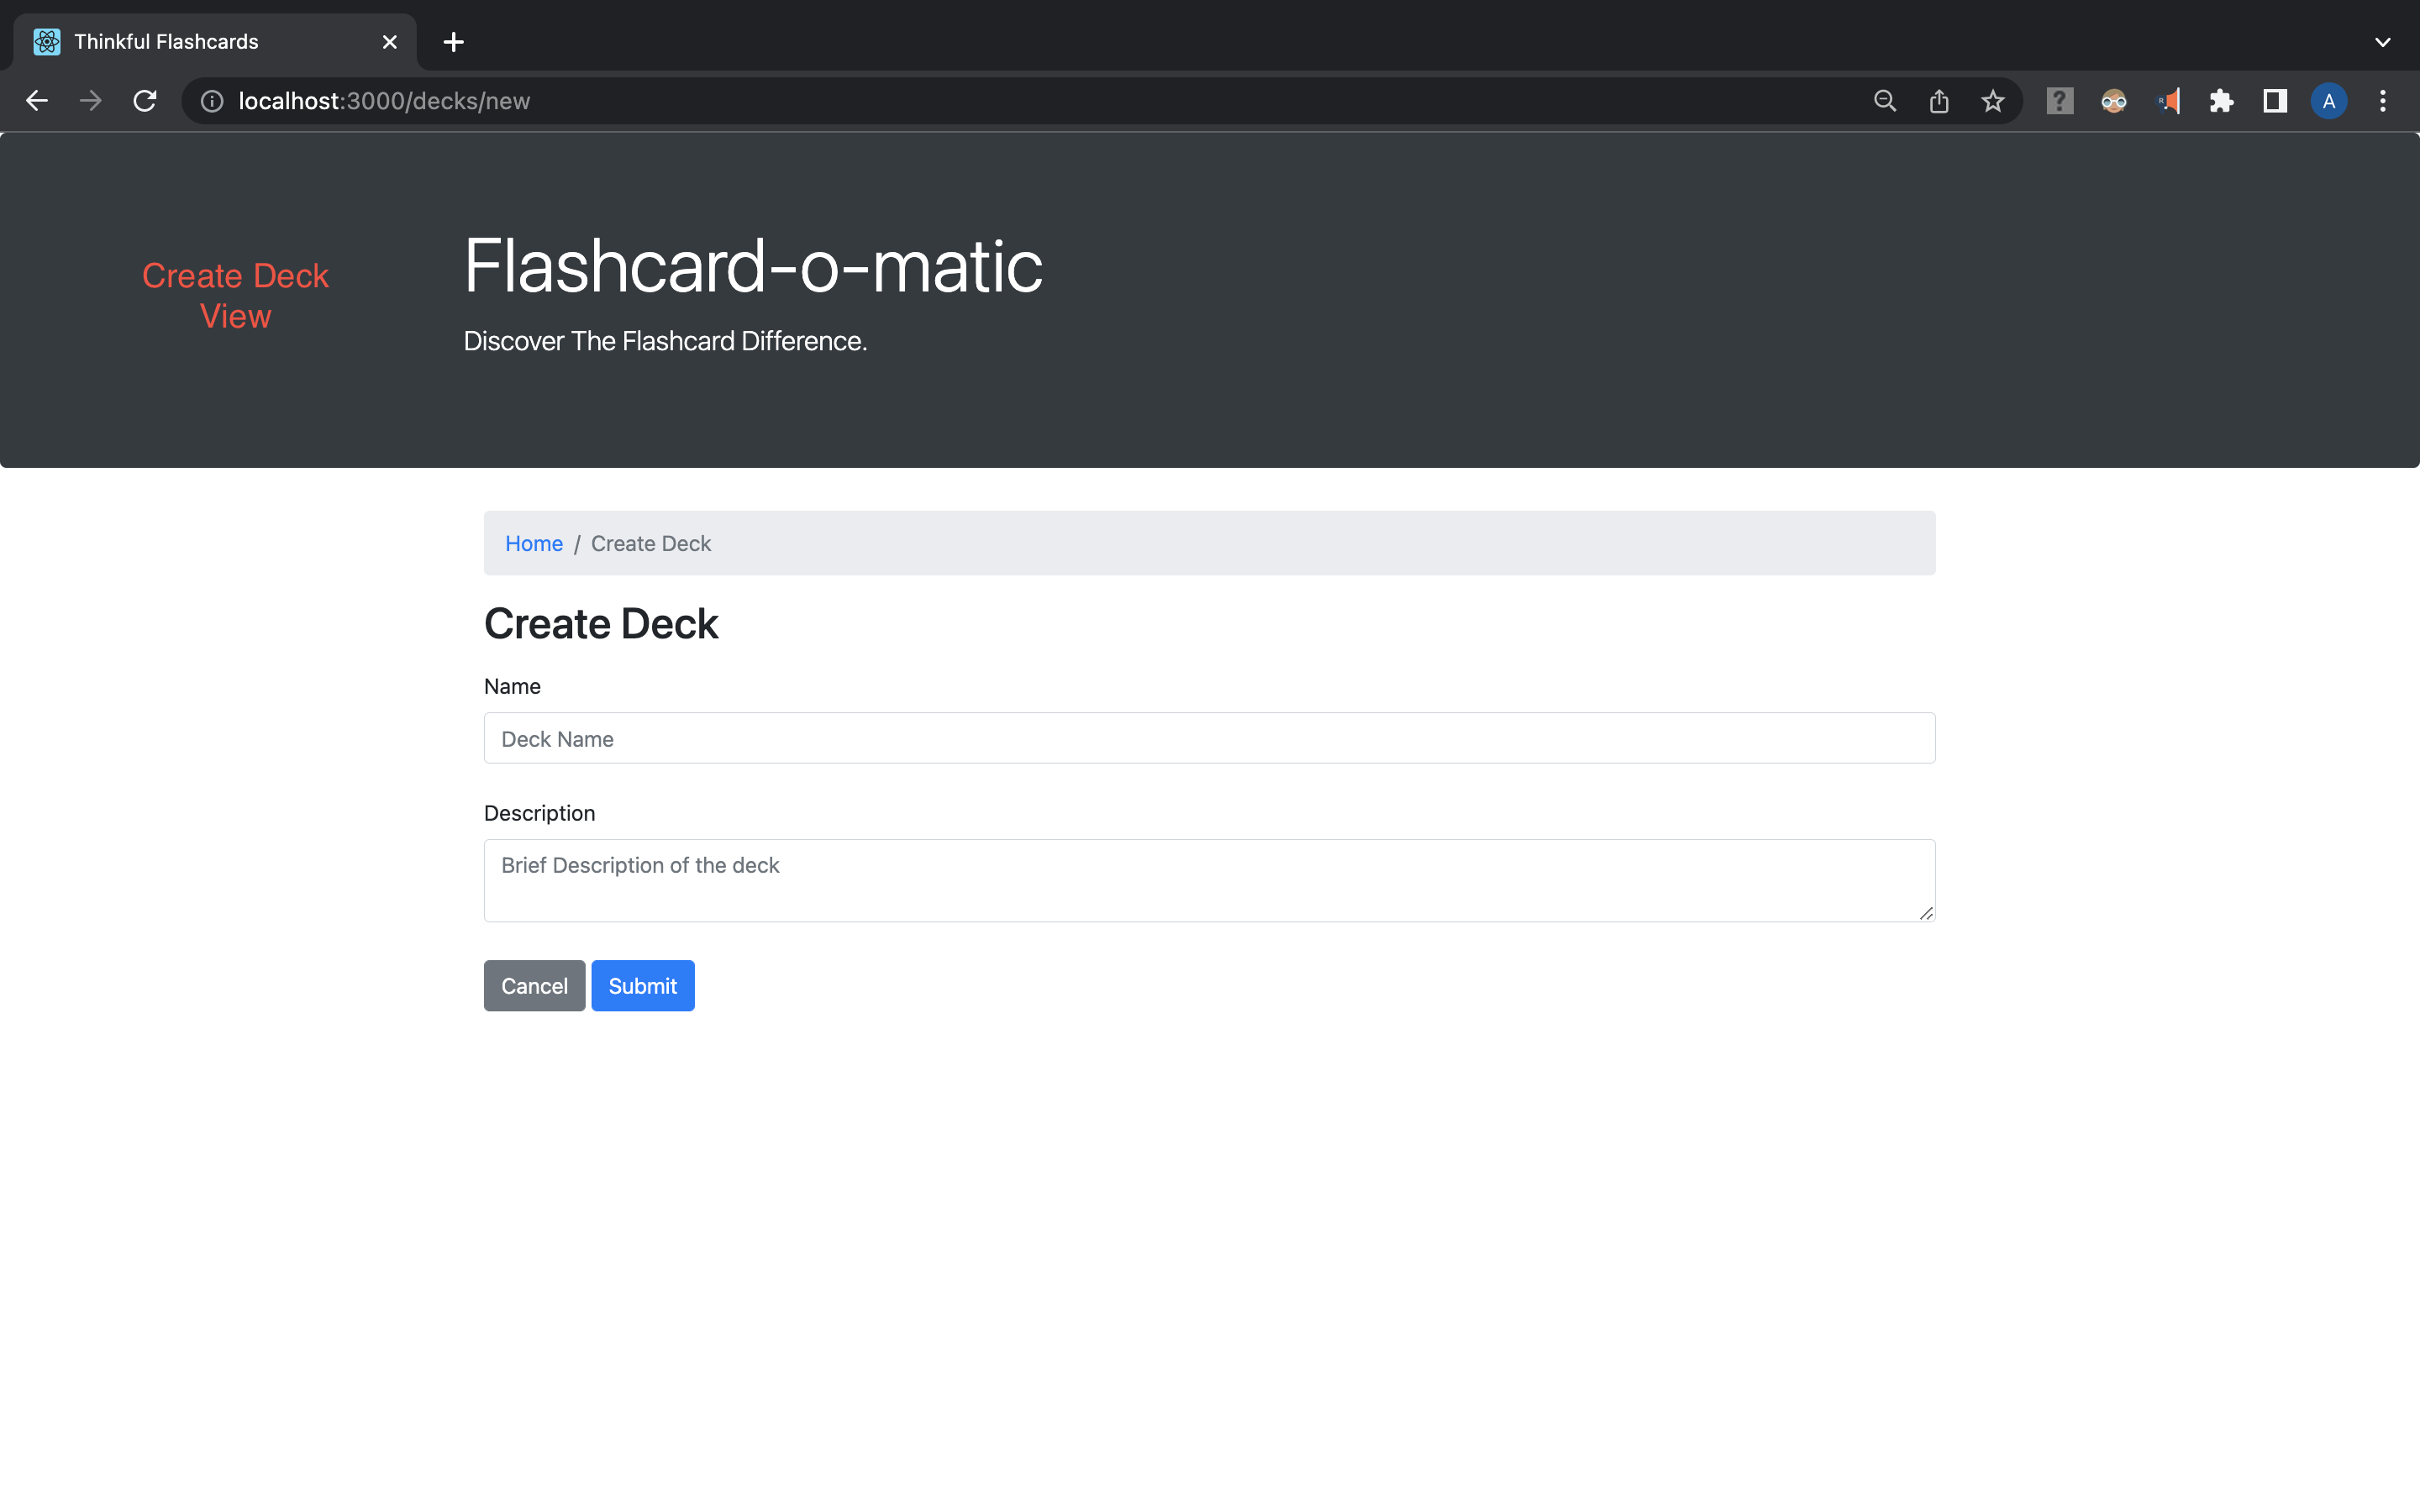 Thinkful Flashcards
localhost:3000/decks/new
A
Create Deck
View
Flashcard-o-matic
Discover The Flashcard Difference.
Home / Create Deck
Create Deck
Name
Deck Name
Description
Brief Description of the deck
Cancel Submit